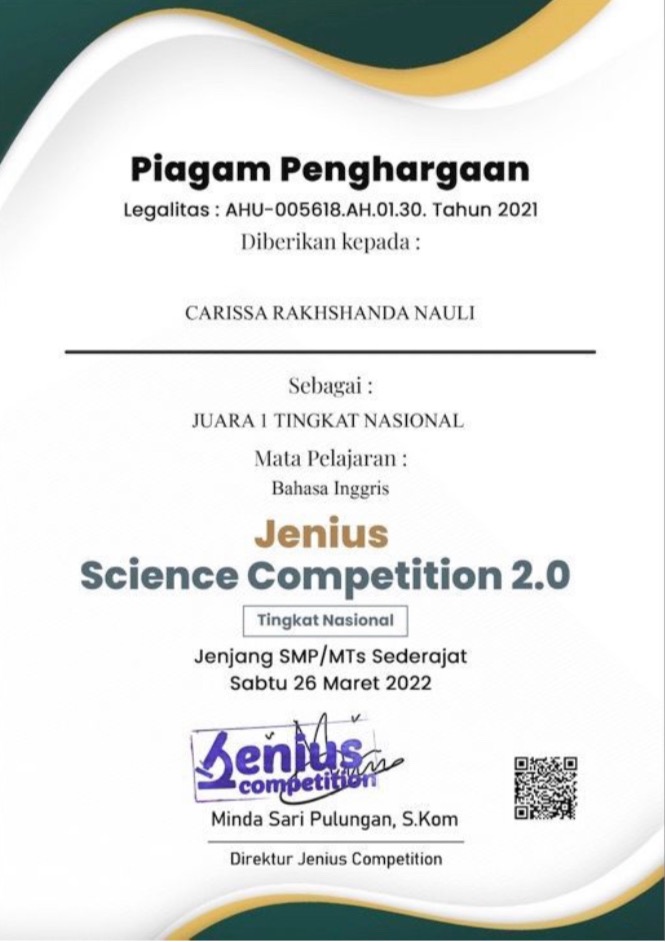 Piagam Penghargaan
Legalitas : AHU-005618.AH.01.30. Tahun 2021
Diberikan kepada :
CARISSA RAKHSHANDA NAULI
Sebagai :
JUARA 1 TINGKAT NASIONAL
Mata Pelajaran :
Bahasa Inggris
Jenius
Science Competition 2.0
Tingkat Nasional
Jenjang SMP/MTs Sederajat
Sabtu 26 Maret 2022
Jenius
competition
Minda Sari Pulungan, S.Kom
Direktur Jenius Competition